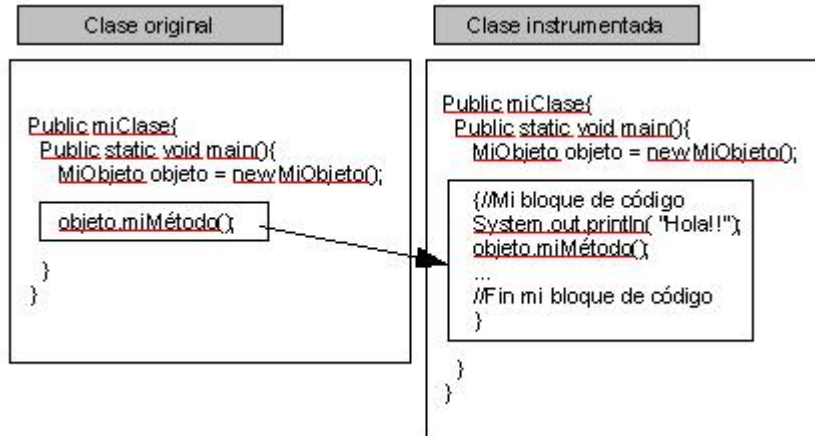 Clase original
Public miClase{
Public static void main(){
MiObjeto objeto = new MiObjeto();
objeto.miMétodo();
}
}
Clase instrumentada
Public miClase{
Public static void main(){
MiObjeto objeto = new MiObjeto();
{//Mi bloque de código
System.out.println( "Hola!!");
objeto.miMétodo();
...
//Fin mi bloque de código
}
}
}